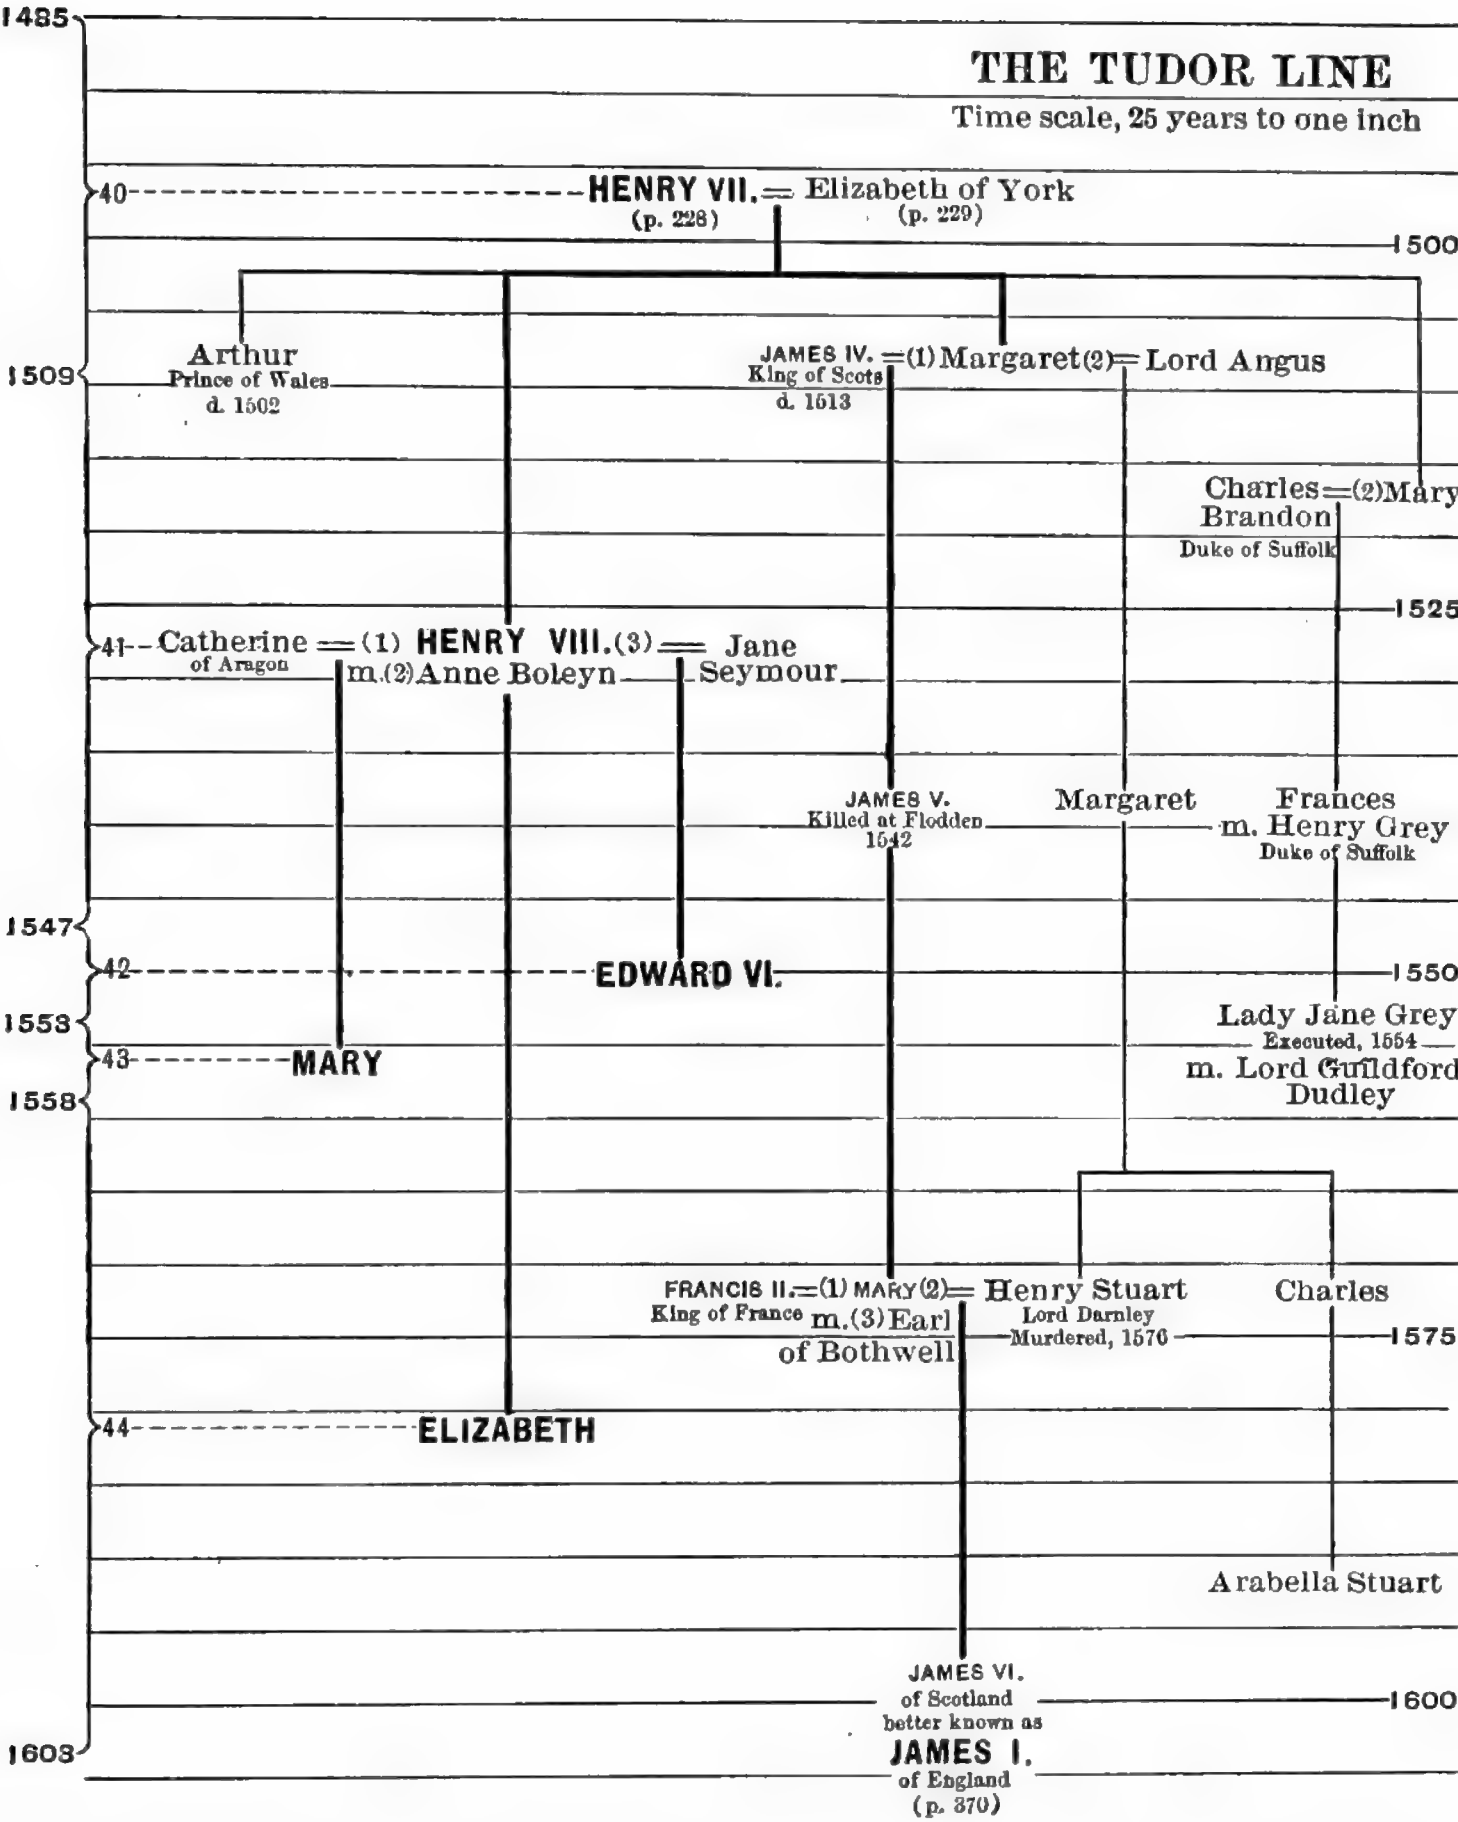 1485
THE TUDOR LINE
Time scale, 25 years to one inch
40 HENRY VII. = Elizabeth of York
(p. 228) (p. 229)
1500
Arthur
Prince of Wales
d. 1502
JAMES IV. =(1) Margaret (2)= Lord Angus
King of Scots
d. 1513
1509
Charles =(2) Mary
Brandon
Duke of Suffolk
1525
41 Catherine = (1) HENRY VIII. (3) = Jane
of Aragon m.(2) Anne Boleyn Seymour
JAMES V.
Killed at Flodden
1542
Margaret
Frances
m. Henry Grey
Duke of Suffolk
1547
42 EDWARD VI.
1550
1553
Lady Jane Grey
Executed, 1554
m. Lord Guildford
Dudley
43 MARY
1558
FRANCIS II. =(1) MARY (2)= Henry Stuart
King of France m.(3) Earl
of Bothwell
Lord Darnley
Murdered, 1576
Charles
1575
44 ELIZABETH
Arabella Stuart
JAMES VI.
of Scotland
1600
better known as
1603
JAMES I.
of England
(p. 370)